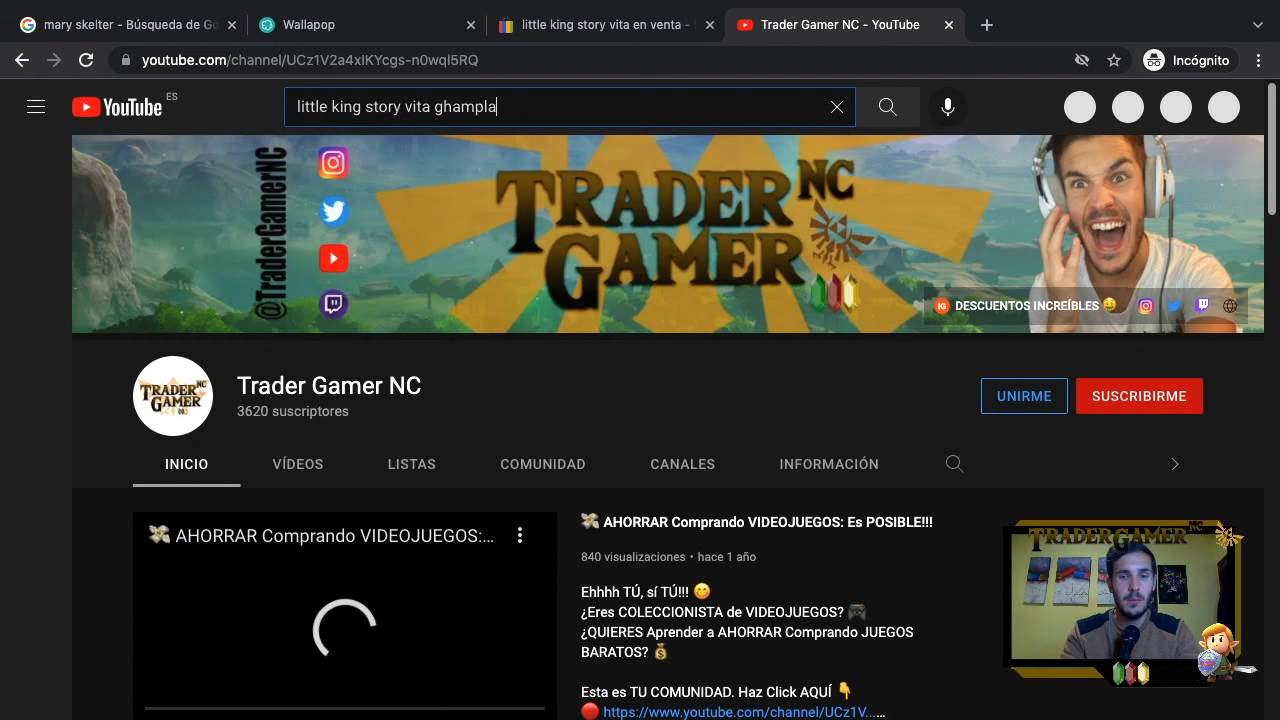 mary skelter - Búsqueda de Go
Wallapop
little king story vita en venta -
Trader Gamer NC - YouTube
youtube.com/channel/UCz1V2a4xIKYcgs-n0wql5RQ
Incógnito
YouTube ES
little king story vita ghampla
@TraderGamerNC
TRADER NC
GAMER
IG DESCUENTOS INCREÍBLES 😝
TRADER NC
GAMER
Trader Gamer NC
3620 suscriptores
UNIRME
SUSCRIBIRME
INICIO
VÍDEOS
LISTAS
COMUNIDAD
CANALES
INFORMACIÓN
💸 AHORRAR Comprando VIDEOJUEGOS:...
💸 AHORRAR Comprando VIDEOJUEGOS: Es POSIBLE!!!
840 visualizaciones • hace 1 año
Ehhhh TÚ, sí TÚ!!! 😋
¿Eres COLECCIONISTA de VIDEOJUEGOS? 🎮
¿QUIERES Aprender a AHORRAR Comprando JUEGOS
BARATOS? 💰
Esta es TU COMUNIDAD. Haz Click AQUÍ 👇
🔴 https://www.youtube.com/channel/UCz1V...…
TRADERGAMER NC